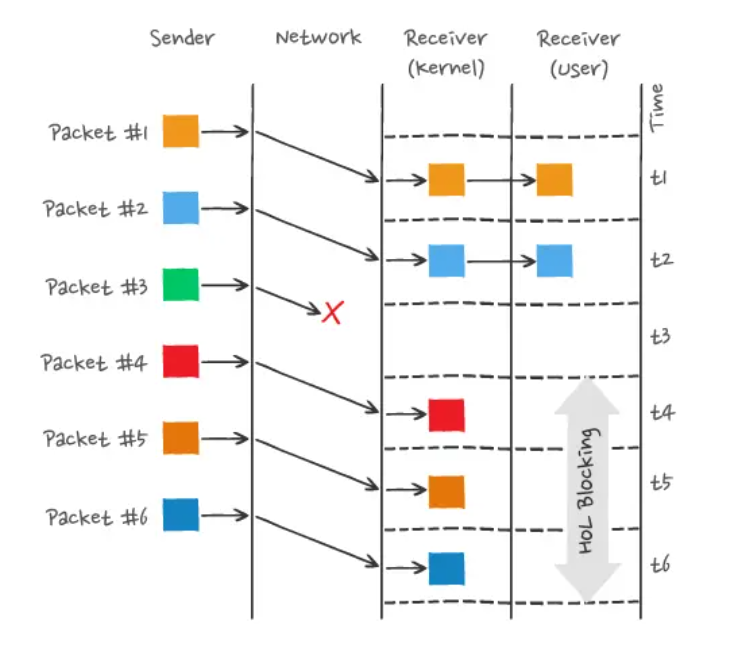 Sender
Network
Receiver
(kernel)
Receiver
(user)
Time
Packet #1
t1
Packet #2
t2
Packet #3
X
t3
Packet #4
t4
Packet #5
t5
Packet #6
t6
HOL Blocking